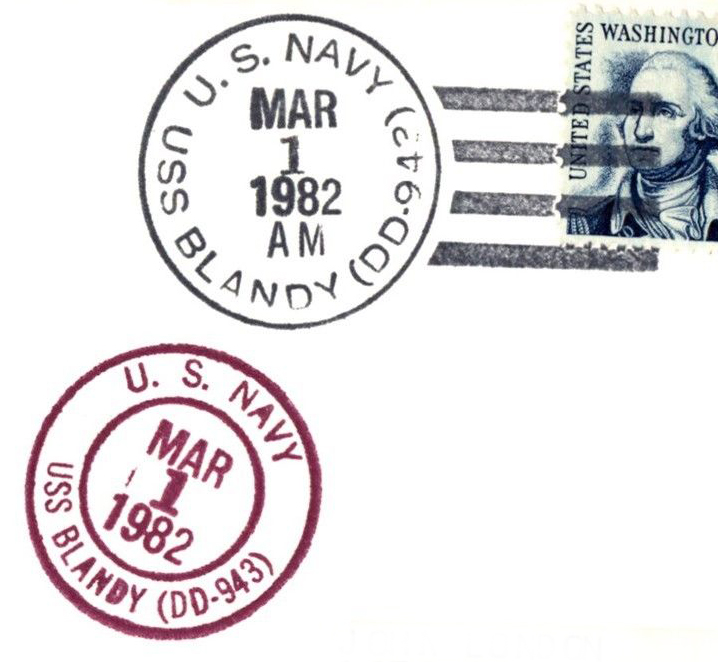 U. S. NAVY
MAR
1
1982
AM
USS BLANDY (DD-943)
UNITED STATES
WASHINGTO
U. S. NAVY
MAR
1
1982
USS BLANDY (DD-943)